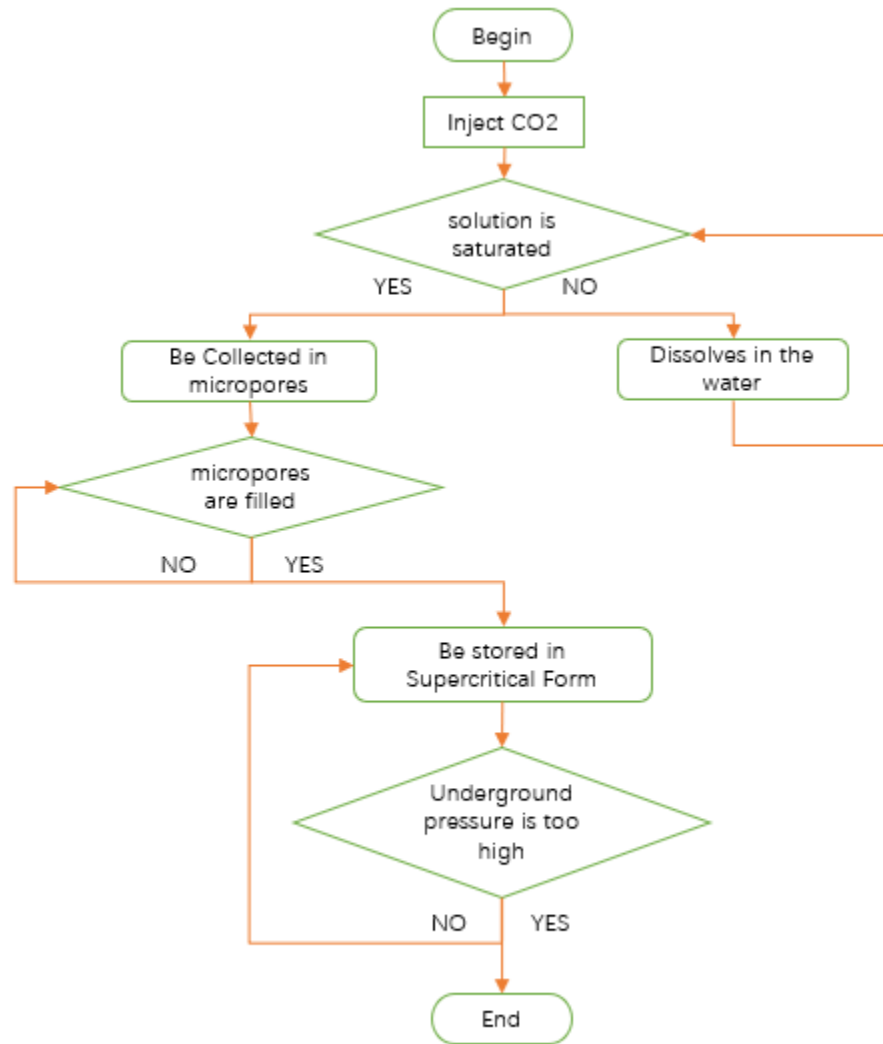 Begin
Inject CO2
solution is
saturated
YES
NO
Be Collected in
micropores
Dissolves in the
water
micropores
are filled
NO
YES
Be stored in
Supercritical Form
Underground
pressure is too
high
NO
YES
End